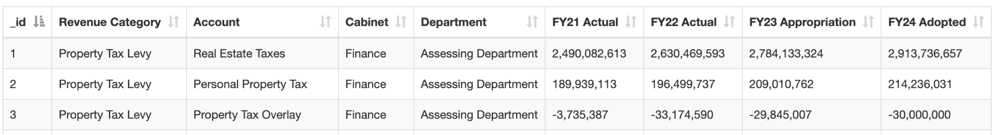 _id Revenue Category Account Cabinet Department FY21 Actual FY22 Actual FY23 Appropriation FY24 Adopted
1 Property Tax Levy Real Estate Taxes Finance Assessing Department 2,490,082,613 2,630,469,593 2,784,133,324 2,913,736,657
2 Property Tax Levy Personal Property Tax Finance Assessing Department 189,939,113 196,499,737 209,010,762 214,236,031
3 Property Tax Levy Property Tax Overlay Finance Assessing Department -3,735,387 -33,174,590 -29,845,007 -30,000,000